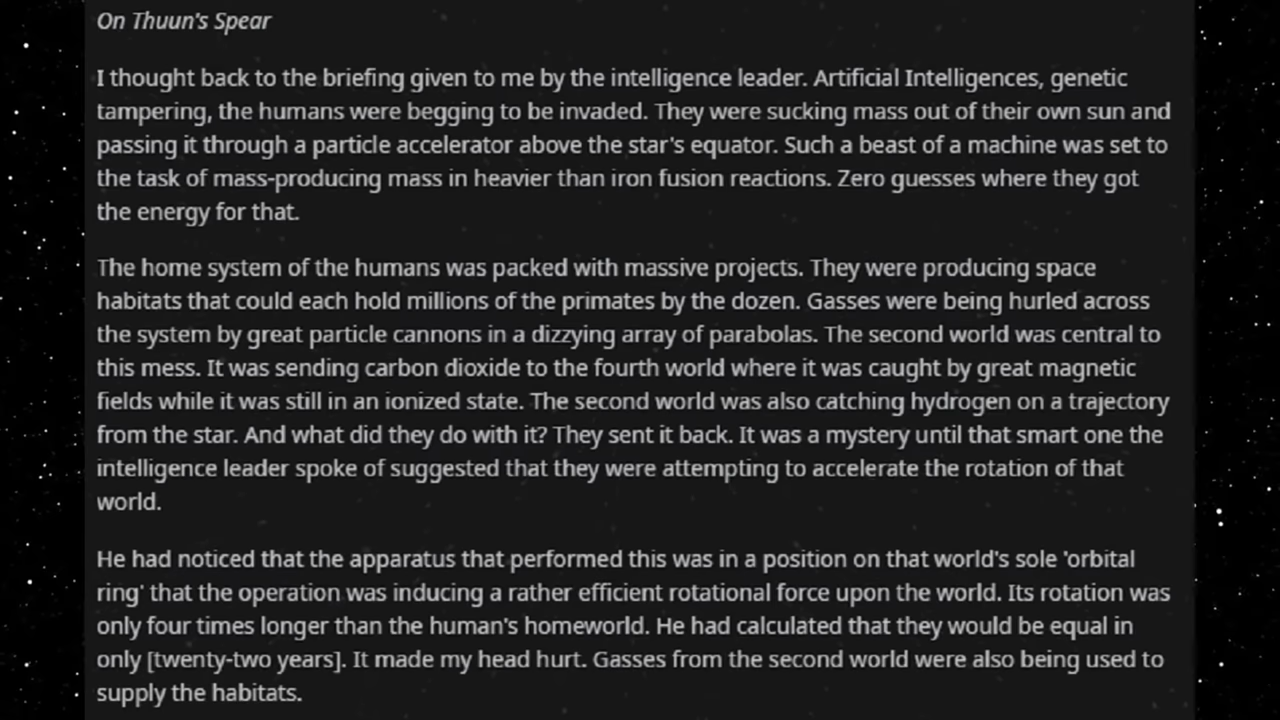 On Thuun's Spear
I thought back to the briefing given to me by the intelligence leader. Artificial Intelligences, genetic
tampering, the humans were begging to be invaded. They were sucking mass out of their own sun and
passing it through a particle accelerator above the star's equator. Such a beast of a machine was set to
the task of mass-producing mass in heavier than iron fusion reactions. Zero guesses where they got
the energy for that.
The home system of the humans was packed with massive projects. They were producing space
habitats that could each hold millions of the primates by the dozen. Gasses were being hurled across
the system by great particle cannons in a dizzying array of parabolas. The second world was central to
this mess. It was sending carbon dioxide to the fourth world where it was caught by great magnetic
fields while it was still in an ionized state. The second world was also catching hydrogen on a trajectory
from the star. And what did they do with it? They sent it back. It was a mystery until that smart one the
intelligence leader spoke of suggested that they were attempting to accelerate the rotation of that
world.
He had noticed that the apparatus that performed this was in a position on that world's sole 'orbital
ring' that the operation was inducing a rather efficient rotational force upon the world. Its rotation was
only four times longer than the human's homeworld. He had calculated that they would be equal in
only [twenty-two years]. It made my head hurt. Gasses from the second world were also being used to
supply the habitats.